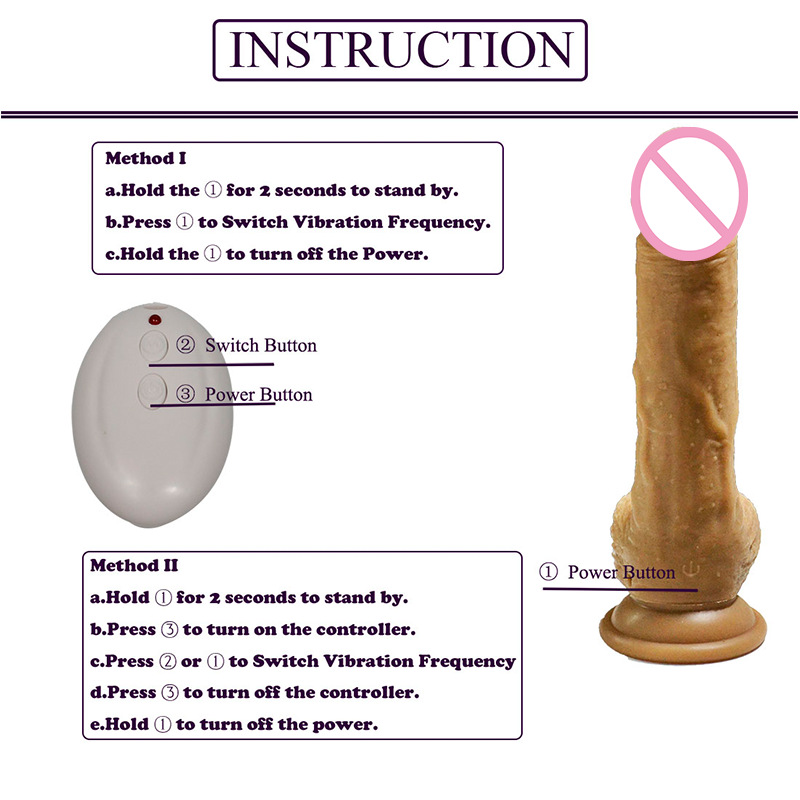 INSTRUCTION
Method I
a.Hold the ① for 2 seconds to stand by.
b.Press ① to Switch Vibration Frequency.
c.Hold the ① to turn off the Power.
② Switch Button
③ Power Button
Method II
a.Hold ① for 2 seconds to stand by.
b.Press ③ to turn on the controller.
c.Press ② or ① to Switch Vibration Frequency
d.Press ③ to turn off the controller.
e.Hold ① to turn off the power.
① Power Button